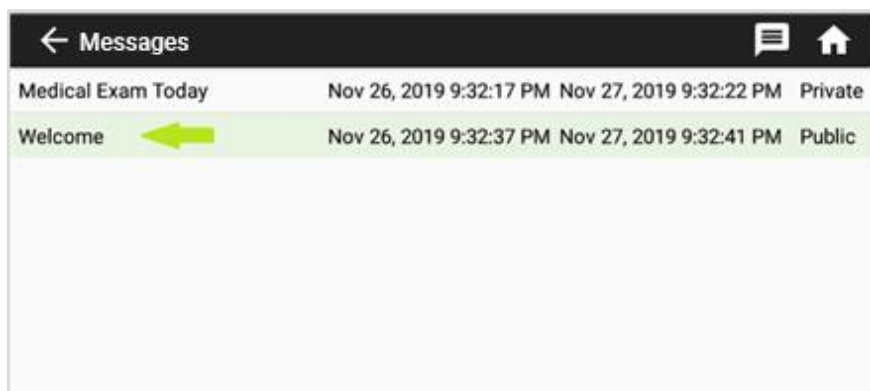 Messages
Medical Exam Today Nov 26, 2019 9:32:17 PM Nov 27, 2019 9:32:22 PM Private
Welcome Nov 26, 2019 9:32:37 PM Nov 27, 2019 9:32:41 PM Public